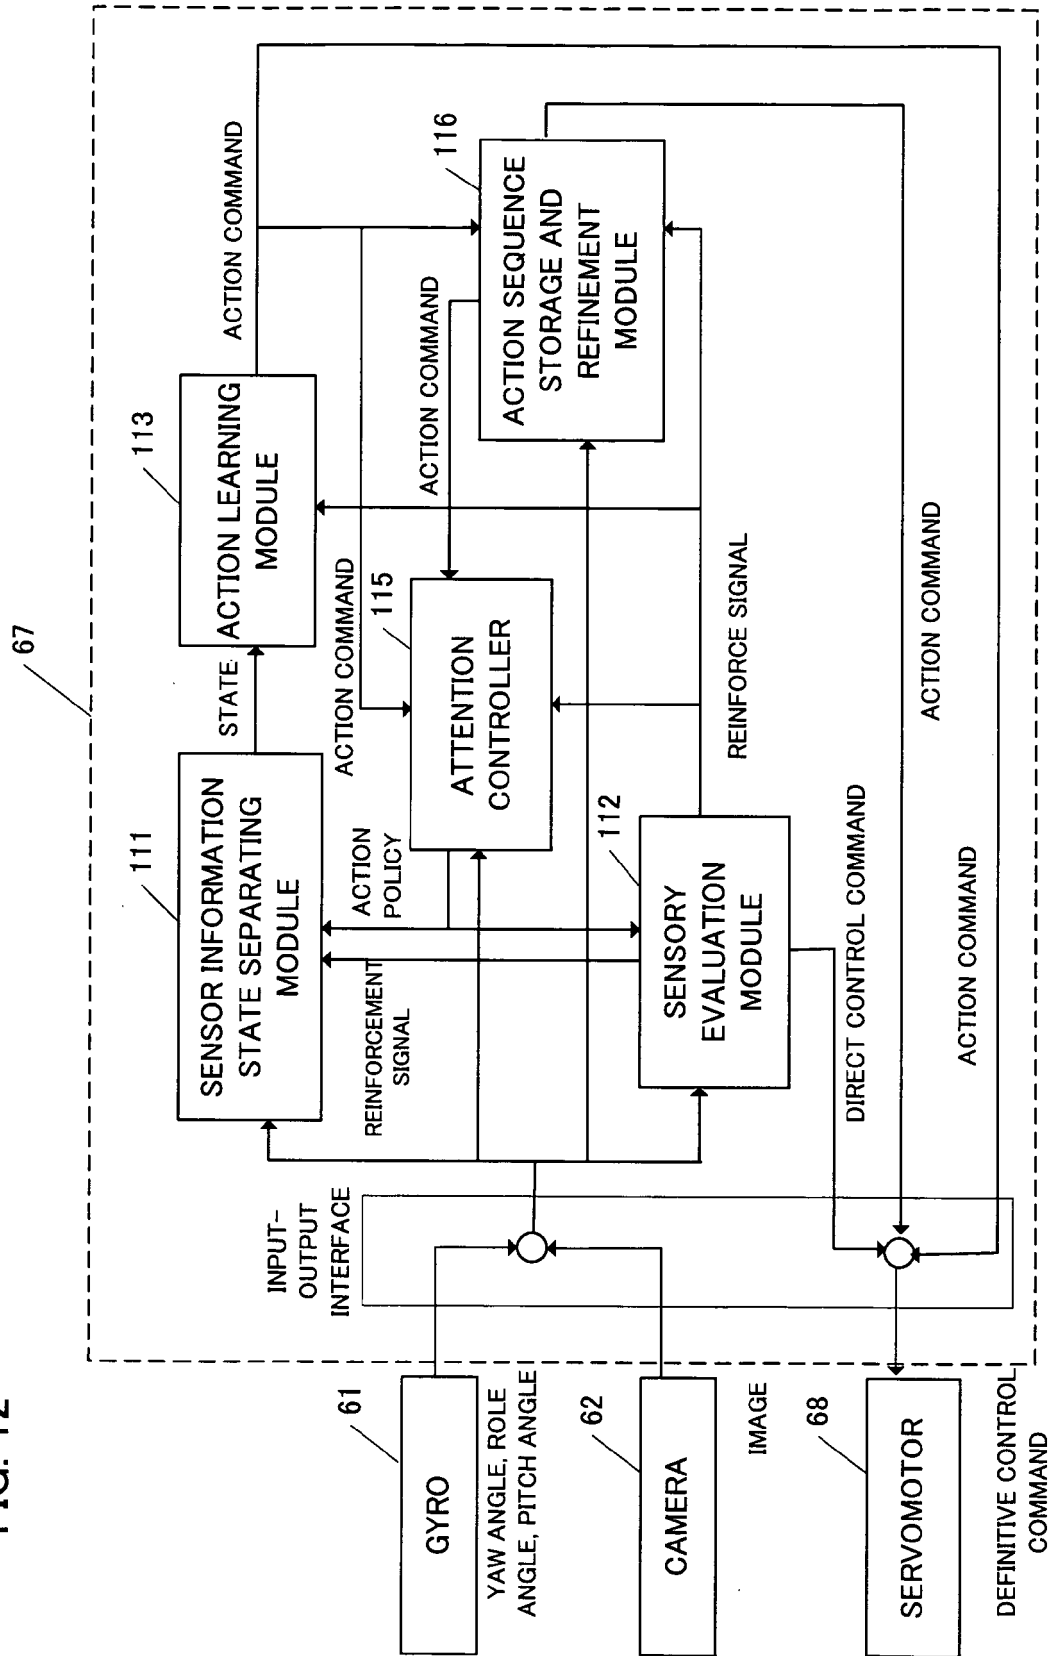 FIG. 12
67
111
113
STATE
SENSOR INFORMATION
STATE SEPARATING
MODULE
ACTION LEARNING
MODULE
ACTION COMMAND
INPUT-
OUTPUT
INTERFACE
REINFORCEMENT
SIGNAL
ACTION
POLICY
ACTION COMMAND
115
ACTION COMMAND
116
61
GYRO
YAW ANGLE, ROLE
ANGLE, PITCH ANGLE
ATTENTION
CONTROLLER
ACTION SEQUENCE
STORAGE AND
REFINEMENT
MODULE
62
CAMERA
IMAGE
112
SENSORY
EVALUATION
MODULE
REINFORCE SIGNAL
68
SERVOMOTOR
DIRECT CONTROL COMMAND
ACTION COMMAND
ACTION COMMAND
DEFINITIVE CONTROL
COMMAND